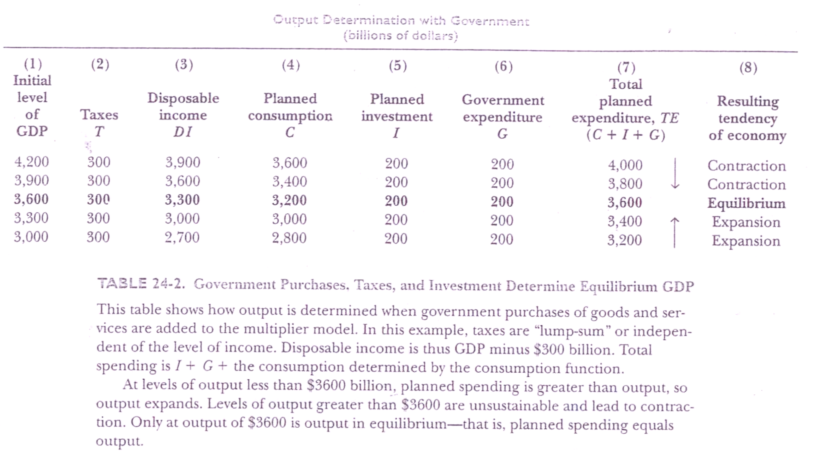 Output Determination with Government
(billions of dollars)
(1) (2) (3) (4) (5) (6) (7) (8)
Initial Total
level Disposable Planned Planned Government planned Resulting
of Taxes income consumption investment expenditure expenditure, TE tendency
GDP T DI C I G (C + I + G) of economy
4,200 300 3,900 3,600 200 200 4,000 Contraction
3,900 300 3,600 3,400 200 200 3,800 ↓ Contraction
3,600 300 3,300 3,200 200 200 3,600 Equilibrium
3,300 300 3,000 3,000 200 200 3,400 ↑ Expansion
3,000 300 2,700 2,800 200 200 3,200 Expansion
TABLE 24-2. Government Purchases, Taxes, and Investment Determine Equilibrium GDP
This table shows how output is determined when government purchases of goods and ser-
vices are added to the multiplier model. In this example, taxes are “lump-sum” or indepen-
dent of the level of income. Disposable income is thus GDP minus $300 billion. Total
spending is I + G + the consumption determined by the consumption function.
At levels of output less than $3600 billion, planned spending is greater than output, so
output expands. Levels of output greater than $3600 are unsustainable and lead to contrac-
tion. Only at output of $3600 is output in equilibrium—that is, planned spending equals
output.